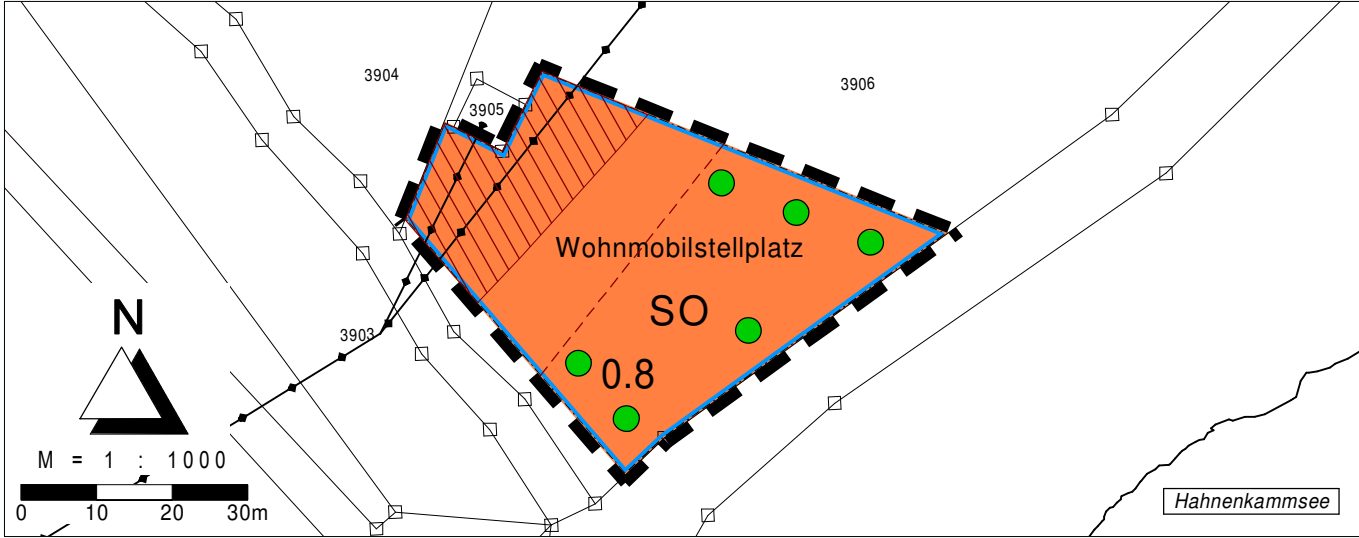 3904
3905
3906
Wohnmobilstellplatz
SO
N
3903
0.8
M = 1 : 1000
0 10 20 30m
Hahnenkammsee